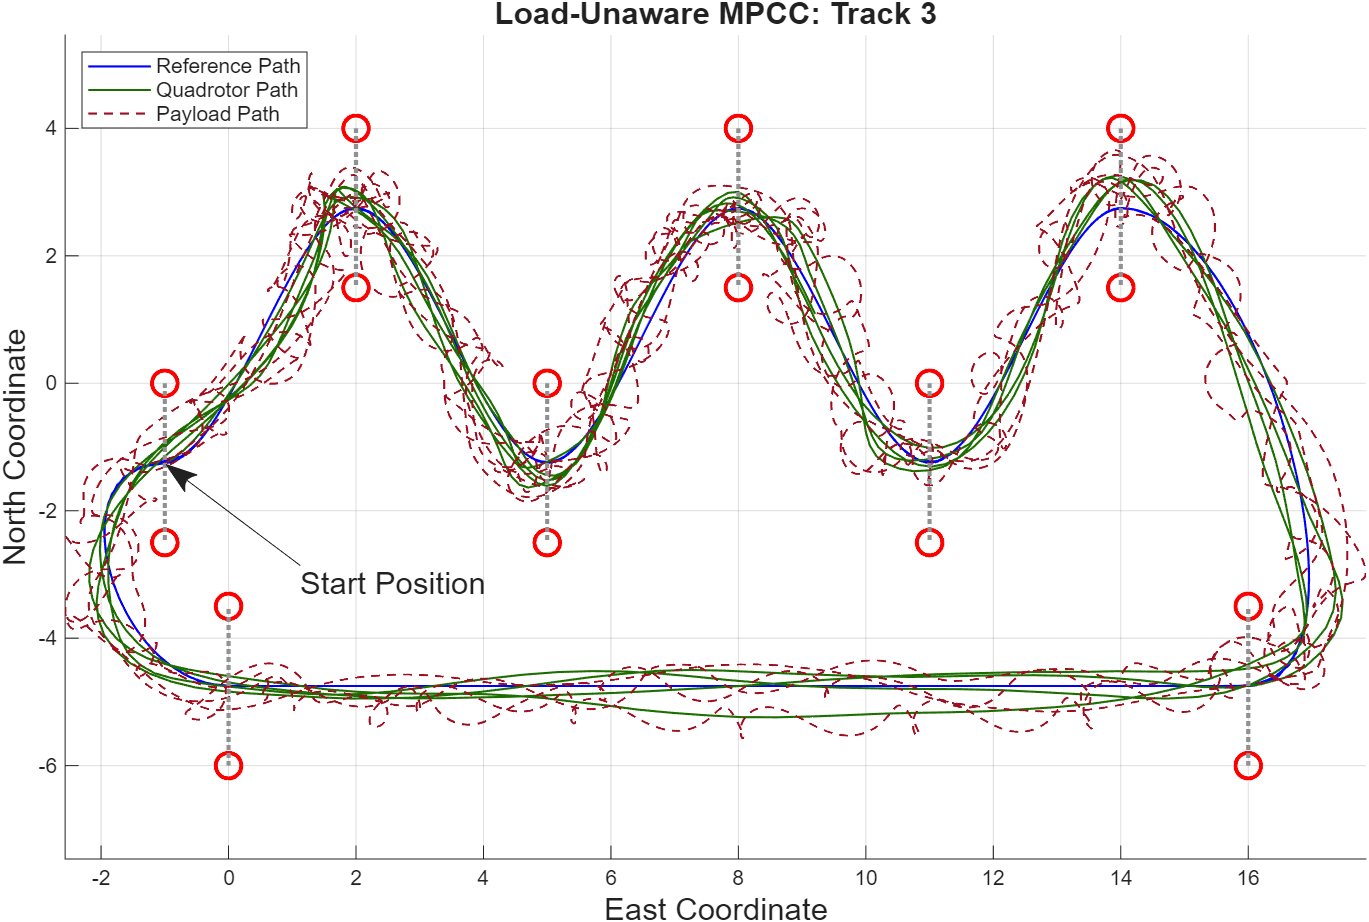 Load-Unaware MPCC: Track 3
Reference Path
Quadrotor Path
Payload Path
4
2
0
-2
-4
-6
North Coordinate
Start Position
-2 0 2 4 6 8 10 12 14 16
East Coordinate